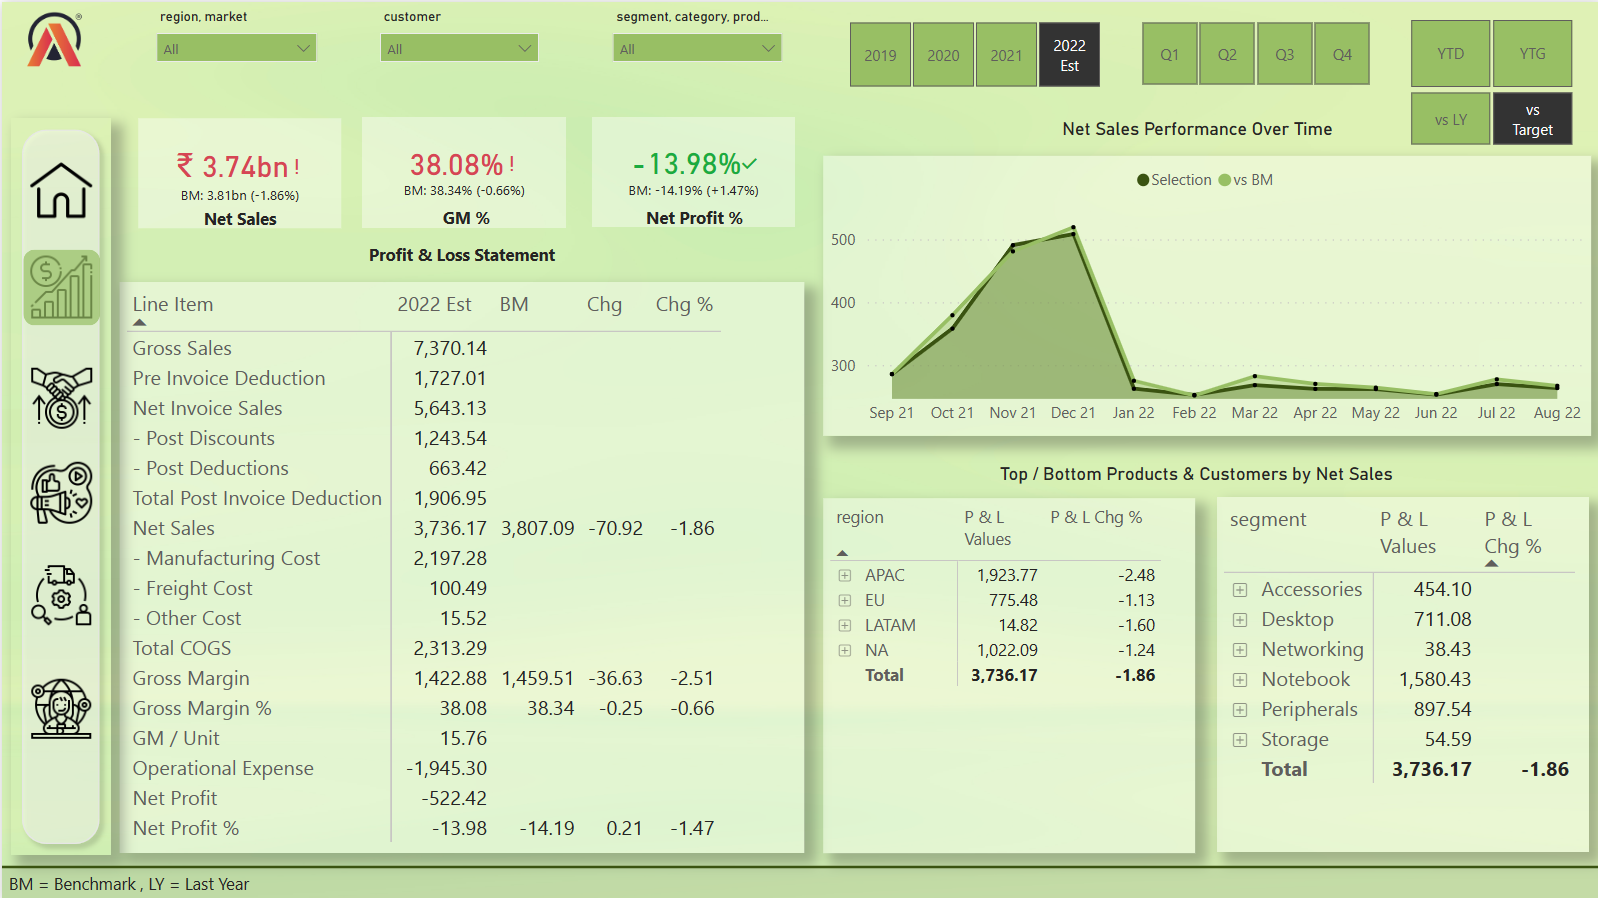 region, market
customer
segment, category, prod...
All
All
All
2019
2020
2021
2022
Est
Q1
Q2
Q3
Q4
YTD
YTG
vs LY
vs
Target
₹ 3.74bn !
BM: 3.81bn (-1.86%)
Net Sales
38.08% !
BM: 38.34% (-0.66%)
GM %
-13.98%✓
BM: -14.19% (+1.47%)
Net Profit %
Profit & Loss Statement
Line Item 2022 Est BM Chg Chg %
Gross Sales 7,370.14
Pre Invoice Deduction 1,727.01
Net Invoice Sales 5,643.13
- Post Discounts 1,243.54
- Post Deductions 663.42
Total Post Invoice Deduction 1,906.95
Net Sales 3,736.17 3,807.09 -70.92 -1.86
- Manufacturing Cost 2,197.28
- Freight Cost 100.49
- Other Cost 15.52
Total COGS 2,313.29
Gross Margin 1,422.88 1,459.51 -36.63 -2.51
Gross Margin % 38.08 38.34 -0.25 -0.66
GM / Unit 15.76
Operational Expense -1,945.30
Net Profit -522.42
Net Profit % -13.98 -14.19 0.21 -1.47
Net Sales Performance Over Time
Selection vs BM
500
400
300
Sep 21 Oct 21 Nov 21 Dec 21 Jan 22 Feb 22 Mar 22 Apr 22 May 22 Jun 22 Jul 22 Aug 22
Top / Bottom Products & Customers by Net Sales
region P & L P & L Chg %
Values
APAC 1,923.77 -2.48
EU 775.48 -1.13
LATAM 14.82 -1.60
NA 1,022.09 -1.24
Total 3,736.17 -1.86
segment P & L P & L
Values Chg %
Accessories 454.10
Desktop 711.08
Networking 38.43
Notebook 1,580.43
Peripherals 897.54
Storage 54.59
Total 3,736.17 -1.86
BM = Benchmark , LY = Last Year